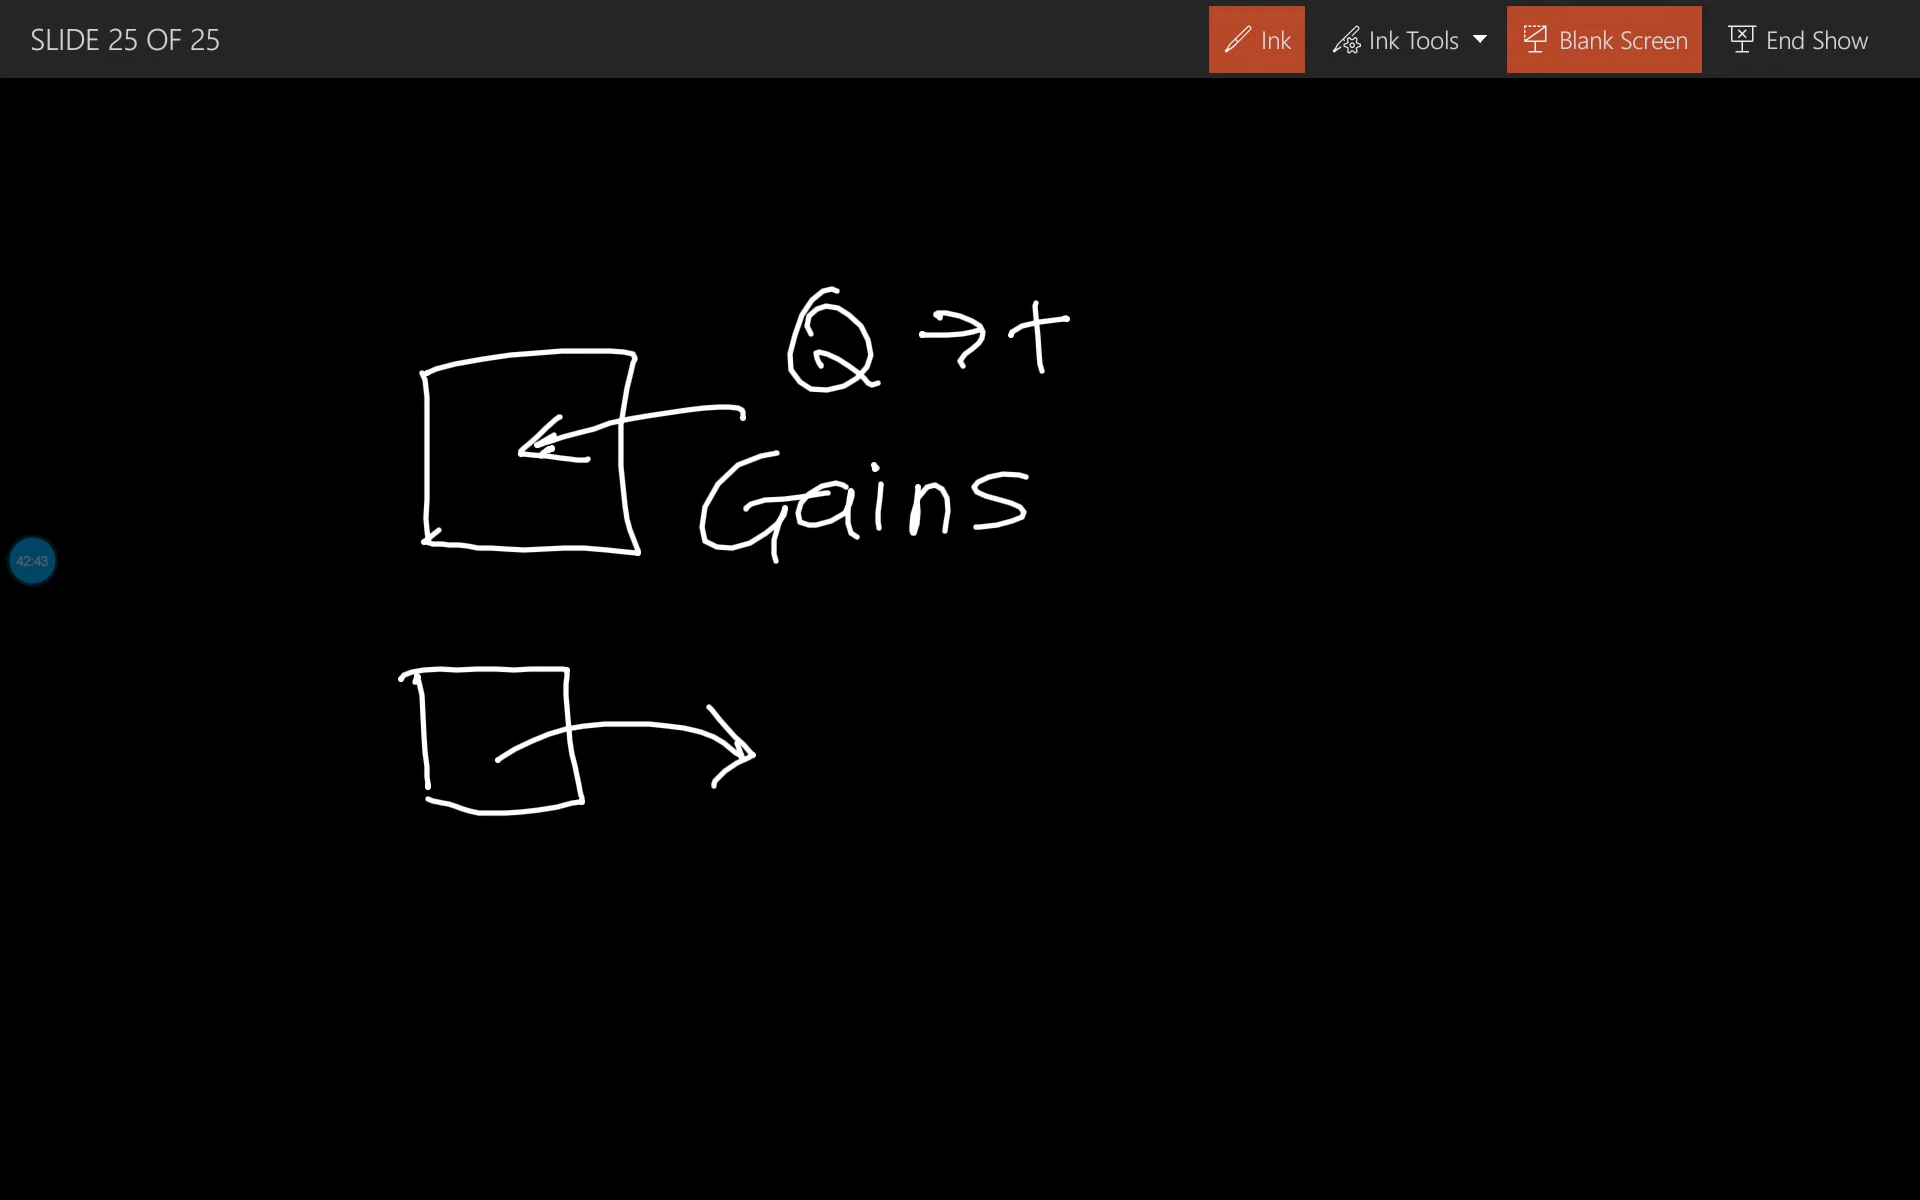 SLIDE 25 OF 25
Ink
Ink Tools
Blank Screen
End Show
Q → +
Gains
42:43